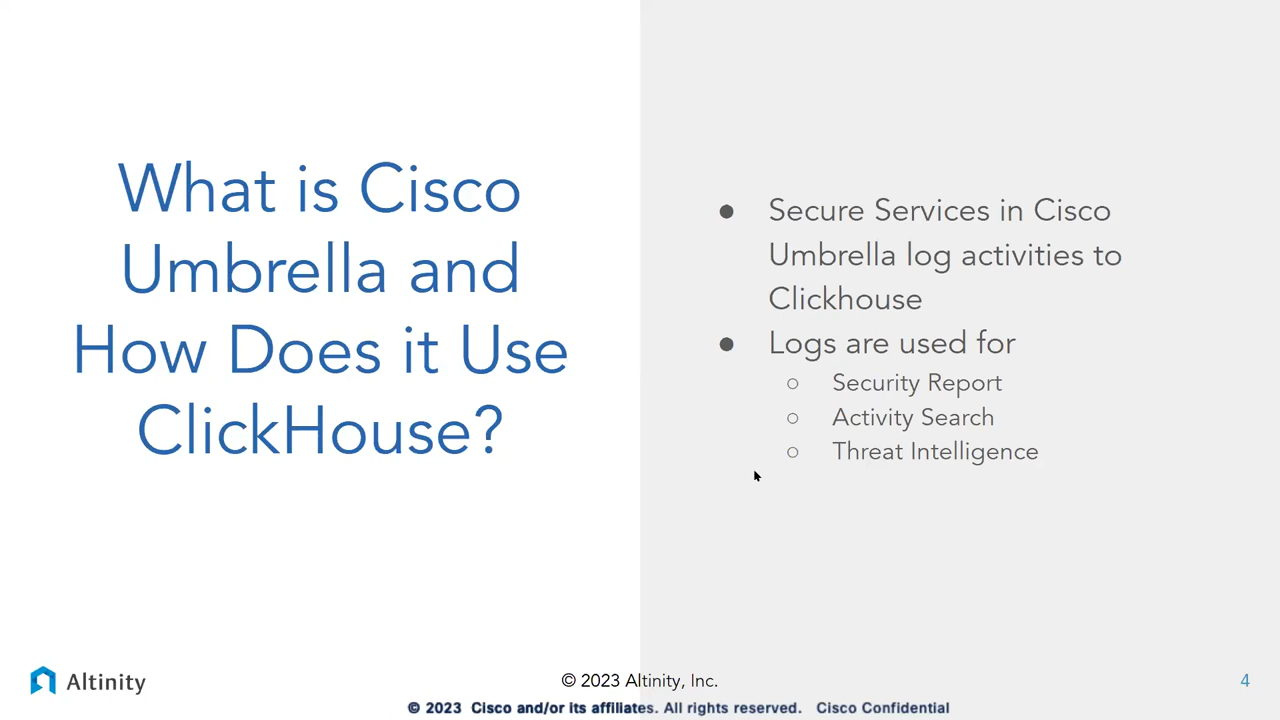 What is Cisco
Umbrella and
How Does it Use
ClickHouse?
● Secure Services in Cisco
Umbrella log activities to
Clickhouse
● Logs are used for
○ Security Report
○ Activity Search
○ Threat Intelligence
Altinity
© 2023 Altinity, Inc.
4
© 2023 Cisco and/or its affiliates. All rights reserved. Cisco Confidential